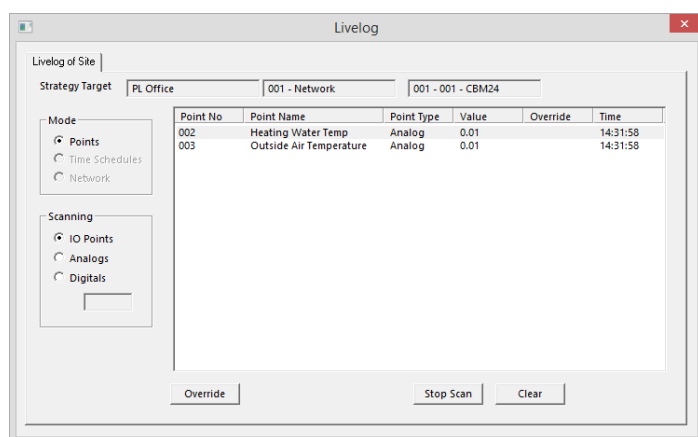 Livelog
Livelog of Site
Strategy Target PL Office 001 - Network 001 - 001 - CBM24
Mode
Points
Time Schedules
Network
Scanning
IO Points
Analogs
Digitals
Point No Point Name Point Type Value Override Time
002 Heating Water Temp Analog 0.01 14:31:58
003 Outside Air Temperature Analog 0.01 14:31:58
Override Stop Scan Clear